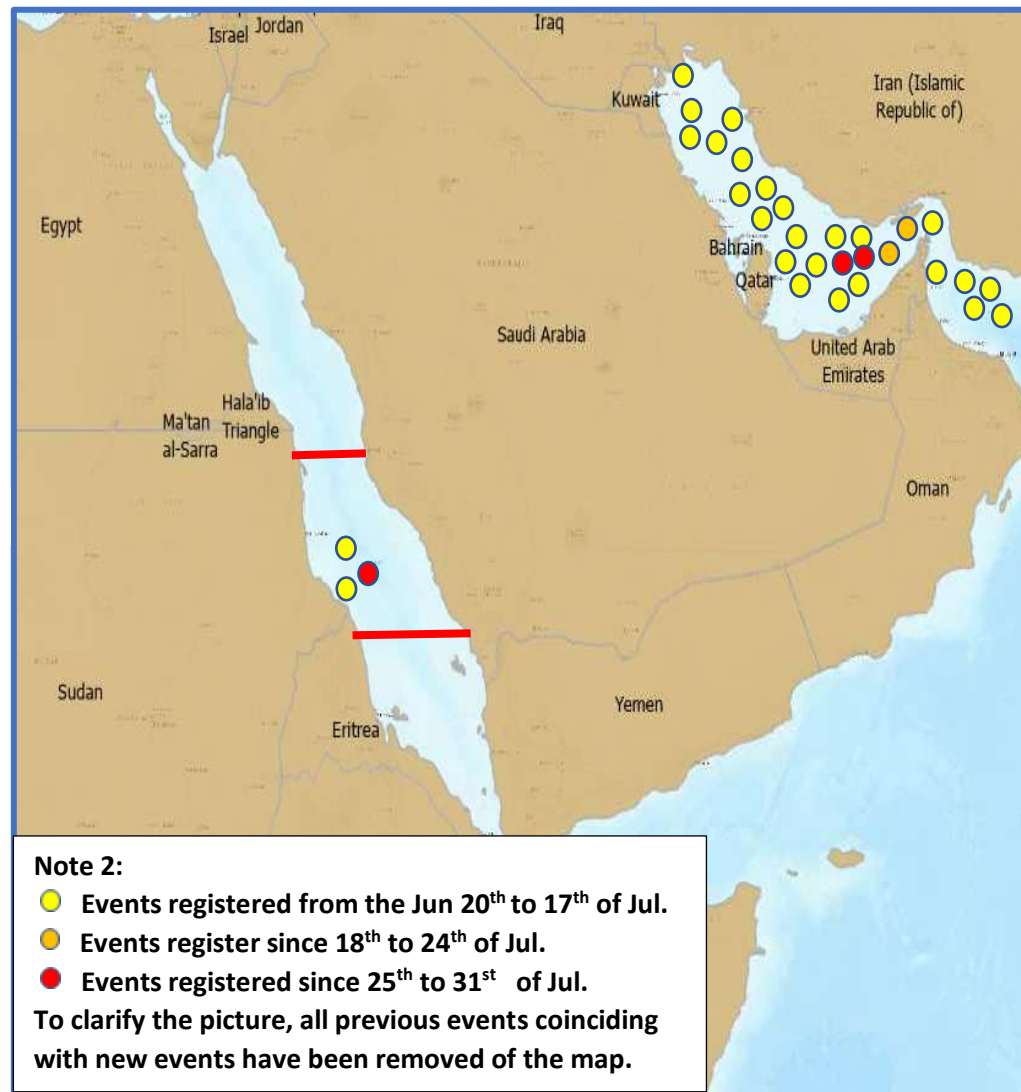 Israel
Jordan
Iraq
Kuwait
Iran (Islamic
Republic of)
Egypt
Bahrain
Qatar
Saudi Arabia
United Arab
Emirates
Hala'ib
Triangle
Ma'tan
al-Sarra
Oman
Sudan
Yemen
Eritrea
Note 2:
Events registered from the Jun 20th to 17th of Jul.
Events register since 18th to 24th of Jul.
Events registered since 25th to 31st of Jul.
To clarify the picture, all previous events coinciding
with new events have been removed of the map.